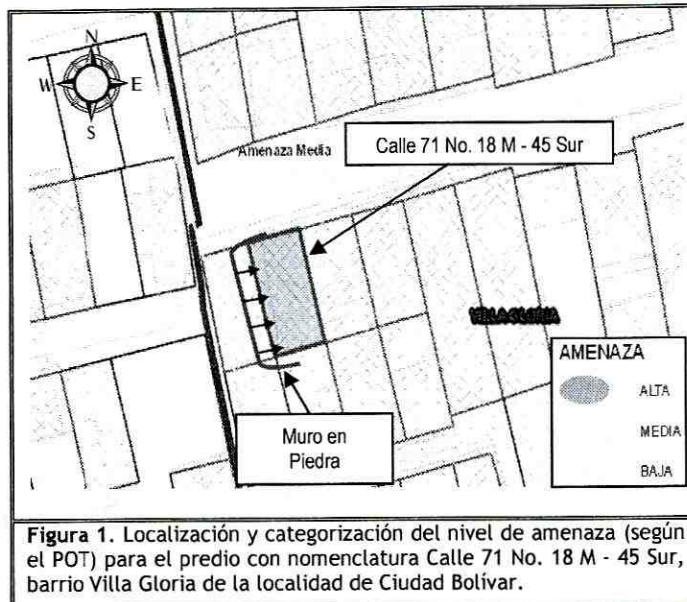 N
W E
S
Amenaza Media
Calle 71 No. 18 M - 45 Sur
VILLA GLORIA
AMENAZA
ALTA
MEDIA
BAJA
Muro en
Piedra
Figura 1. Localización y categorización del nivel de amenaza (según
el POT) para el predio con nomenclatura Calle 71 No. 18 M - 45 Sur,
barrio Villa Gloria de la localidad de Ciudad Bolívar.